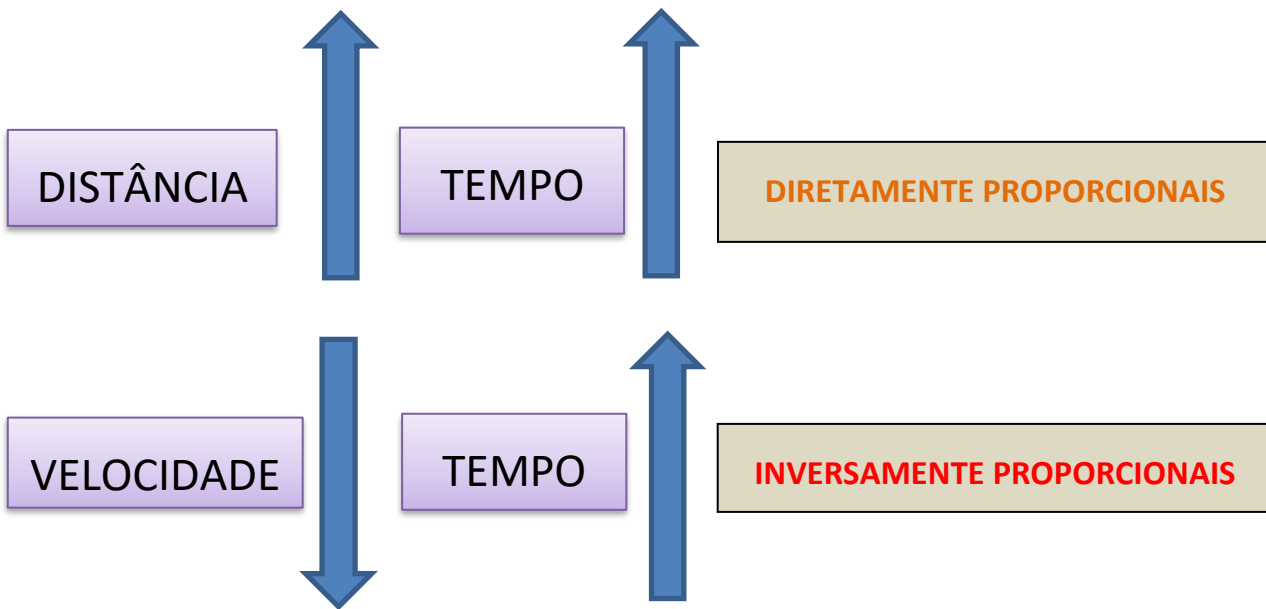 DISTÂNCIA
TEMPO
DIRETAMENTE PROPORCIONAIS
VELOCIDADE
TEMPO
INVERSAMENTE PROPORCIONAIS